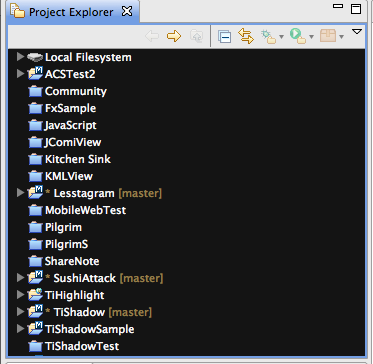 Project Explorer
Local Filesystem
ACSTest2
Community
FxSample
JavaScript
JComiView
Kitchen Sink
KMLView
* Lesstagram [master]
MobileWebTest
Pilgrim
PilgrimS
ShareNote
* SushiAttack [master]
TiHighlight
* TiShadow [master]
TiShadowSample
TiShadowTest